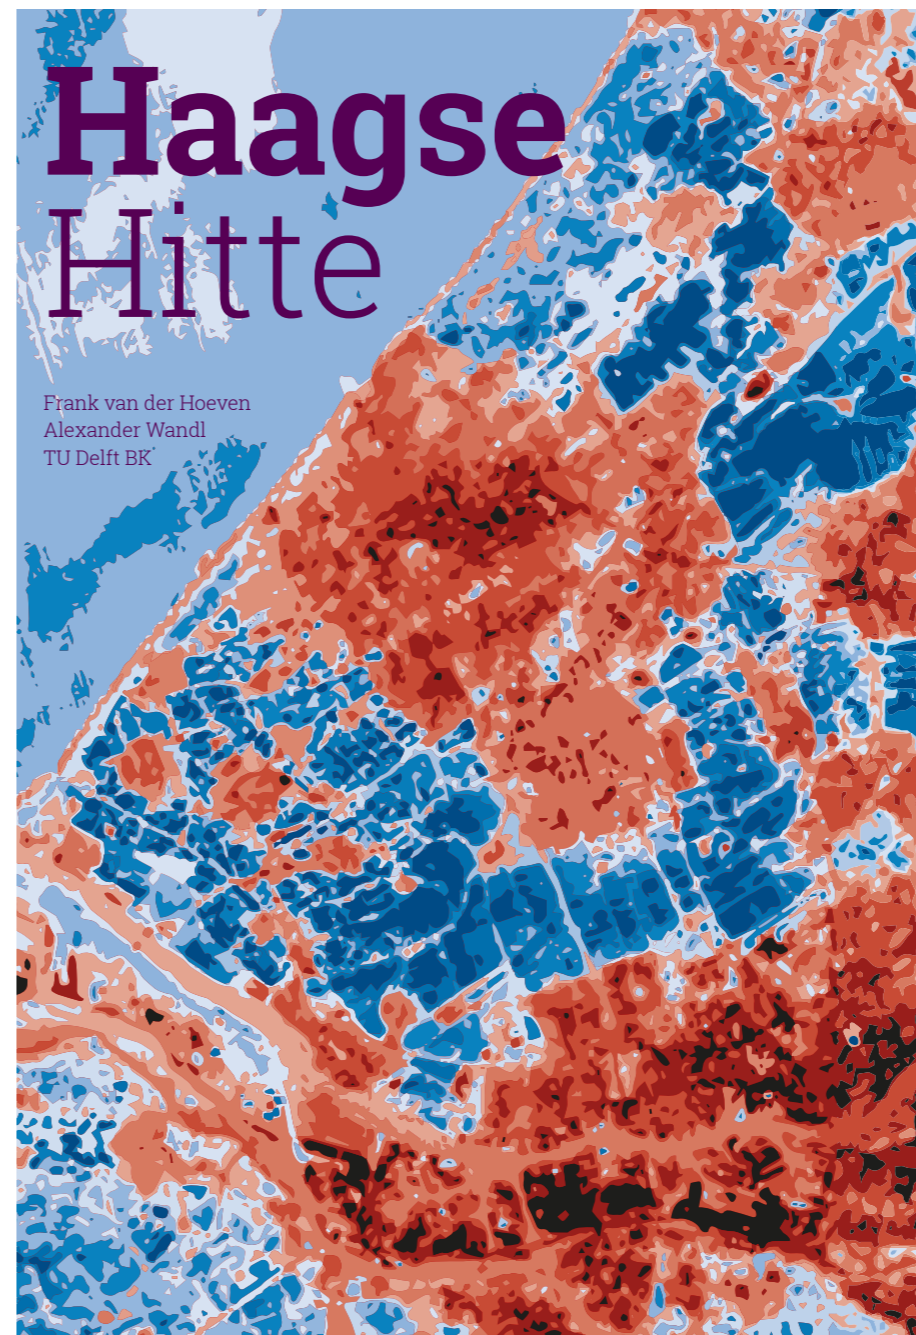 Haagse
Hitte
Frank van der Hoeven
Alexander Wandl
TU Delft BK